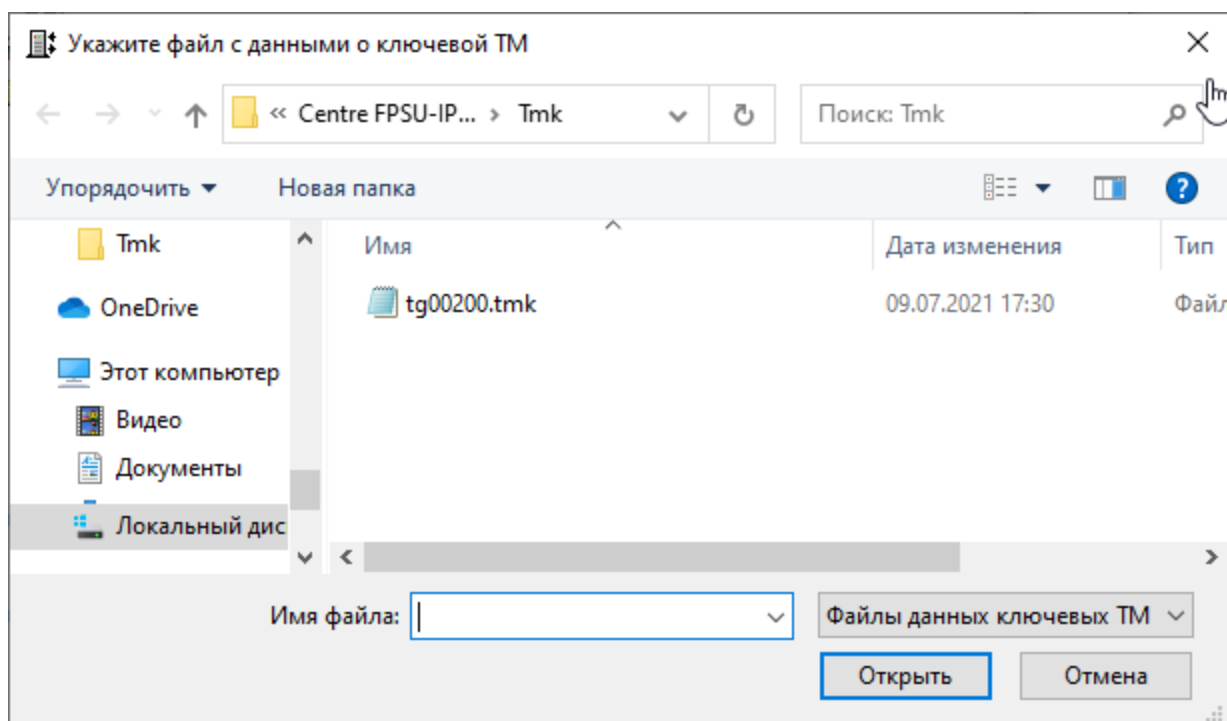 Укажите файл с данными о ключевой ТМ
« Centre FPSU-IP... › Tmk
Поиск: Tmk
Упорядочить
Новая папка
Tmk
OneDrive
Этот компьютер
Видео
Документы
Локальный дис
Имя
Дата изменения
Тип
tg00200.tmk
09.07.2021 17:30
Файл
Имя файла:
Файлы данных ключевых ТМ
Открыть
Отмена